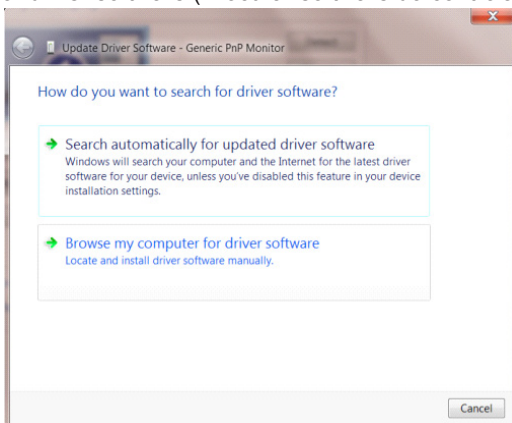 Update Driver Software - Generic PnP Monitor
How do you want to search for driver software?
Search automatically for updated driver software
Windows will search your computer and the Internet for the latest driver
software for your device, unless you've disabled this feature in your device
installation settings.
Browse my computer for driver software
Locate and install driver software manually.
Cancel